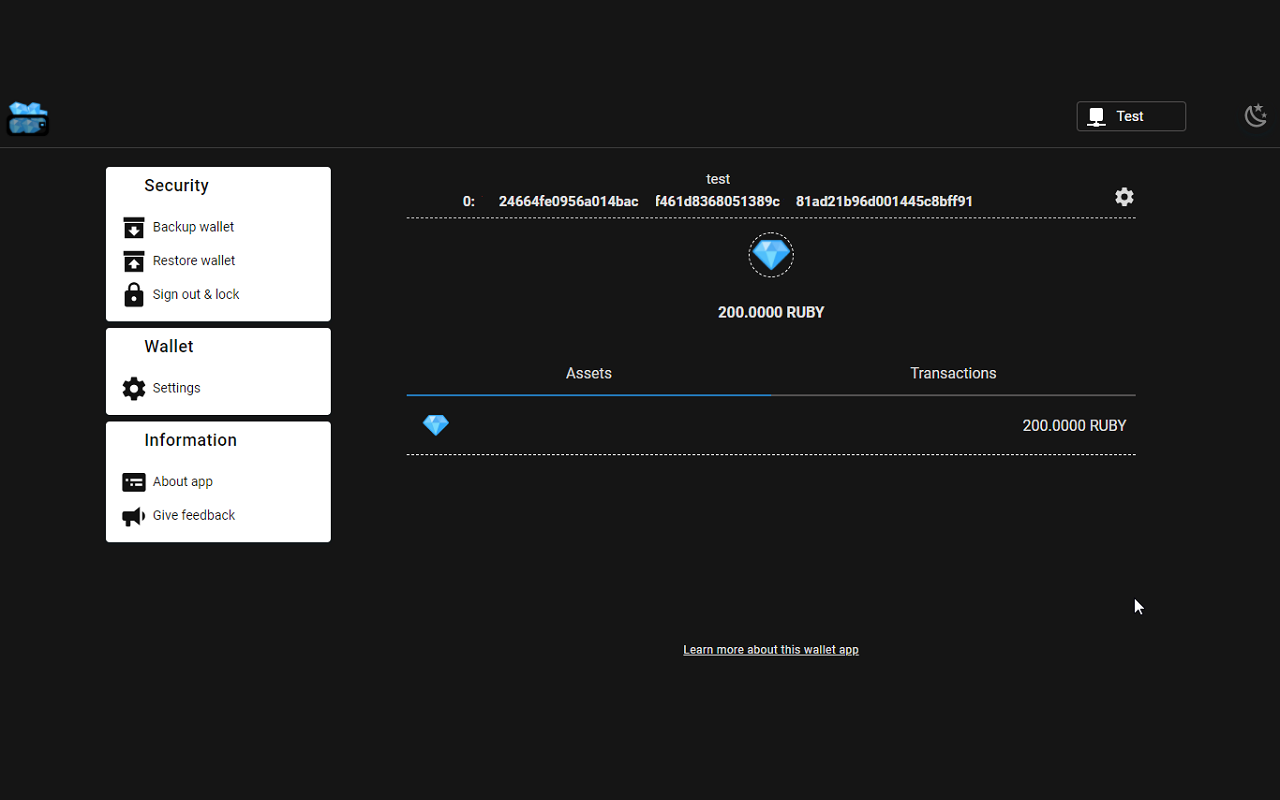 Test
Security
Backup wallet
Restore wallet
Sign out & lock
Wallet
Settings
Information
About app
Give feedback
test
0: 24664fe0956a014bac f461d8368051389c 81ad21b96d001445c8bff91
200.0000 RUBY
Assets Transactions
200.0000 RUBY
Learn more about this wallet app